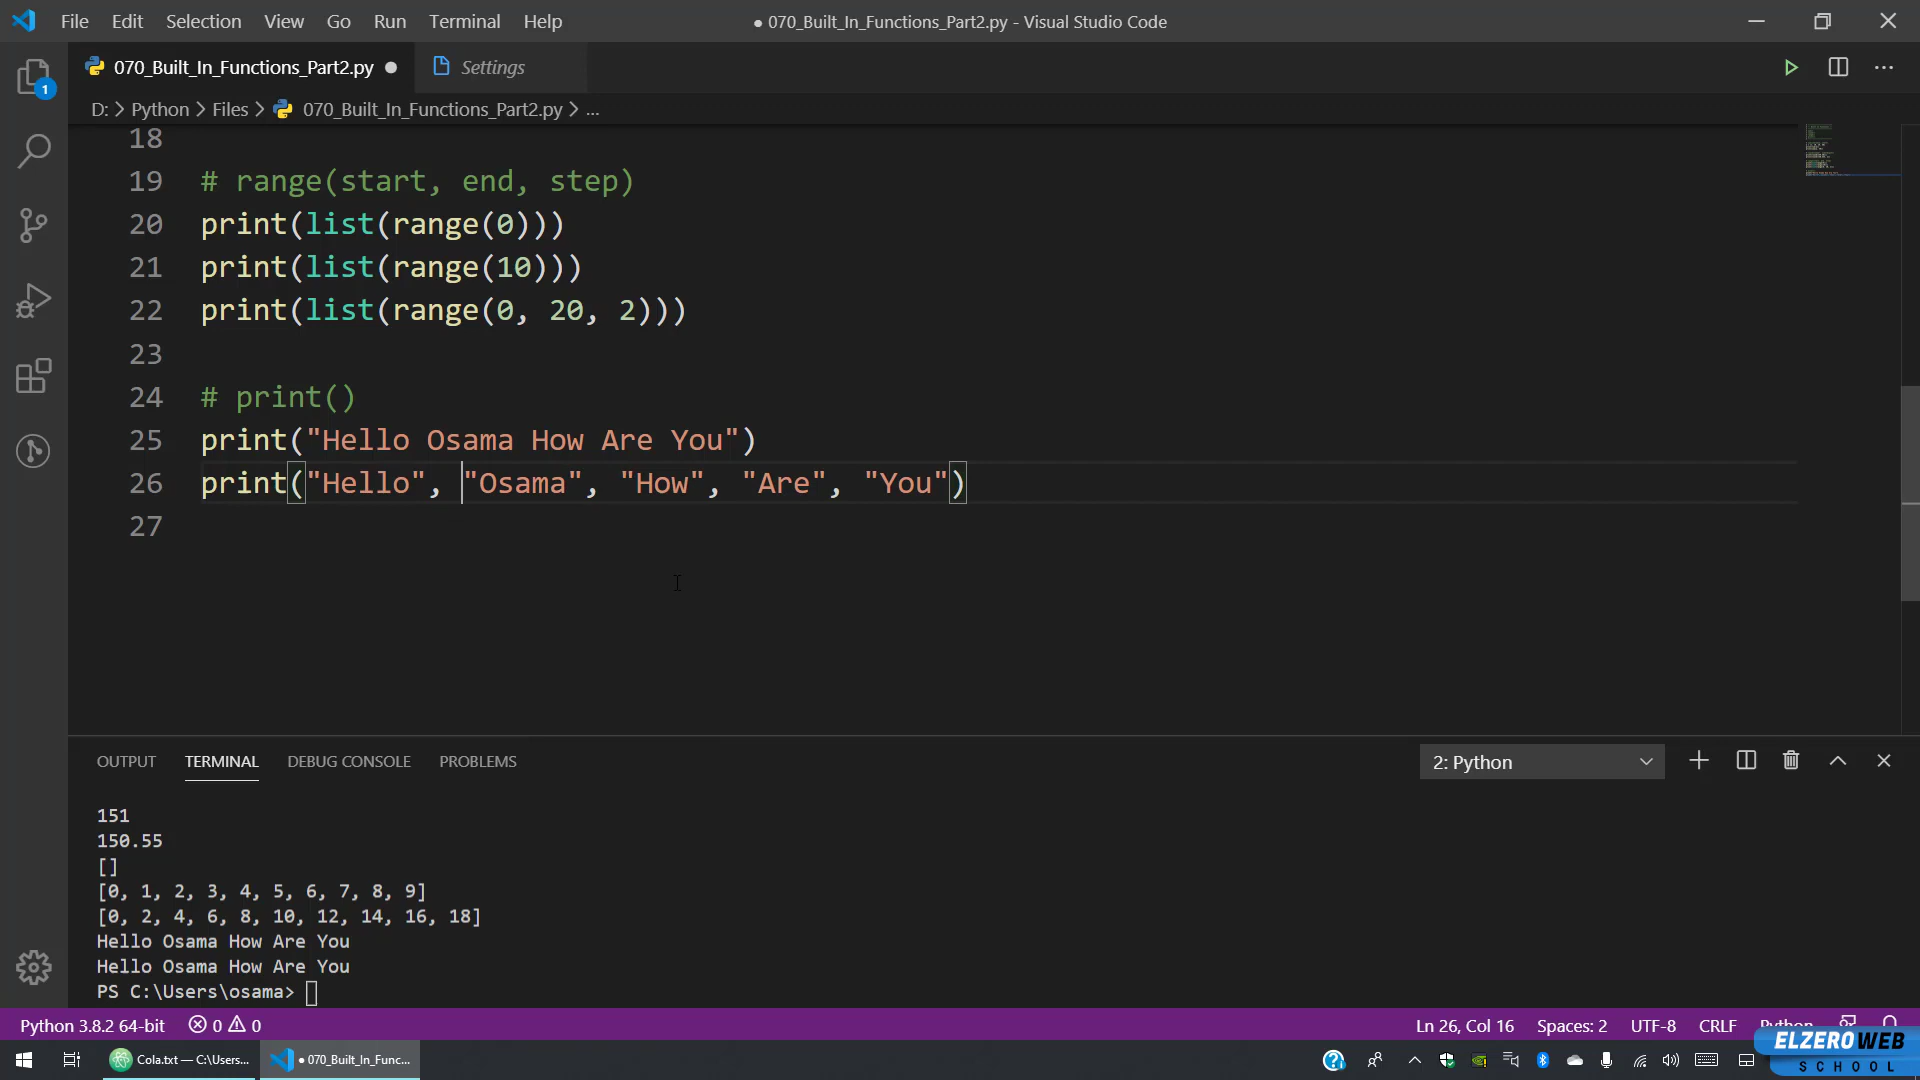 File Edit Selection View Go Run Terminal Help
● 070_Built_In_Functions_Part2.py - Visual Studio Code
070_Built_In_Functions_Part2.py ●
Settings
1
D: > Python > Files > 070_Built_In_Functions_Part2.py > ...
18
19 # range(start, end, step)
20 print(list(range(0)))
21 print(list(range(10)))
22 print(list(range(0, 20, 2)))
23
24 # print()
25 print("Hello Osama How Are You")
26 print("Hello", "Osama", "How", "Are", "You")
27
OUTPUT TERMINAL DEBUG CONSOLE PROBLEMS
2: Python
151
150.55
[]
[0, 1, 2, 3, 4, 5, 6, 7, 8, 9]
[0, 2, 4, 6, 8, 10, 12, 14, 16, 18]
Hello Osama How Are You
Hello Osama How Are You
PS C:\Users\osama>
Python 3.8.2 64-bit 0 0
Ln 26, Col 16 Spaces: 2 UTF-8 CRLF Python
Cola.txt — C:\Users...
● 070_Built_In_Func...
ELZEROWEB
SCHOOL